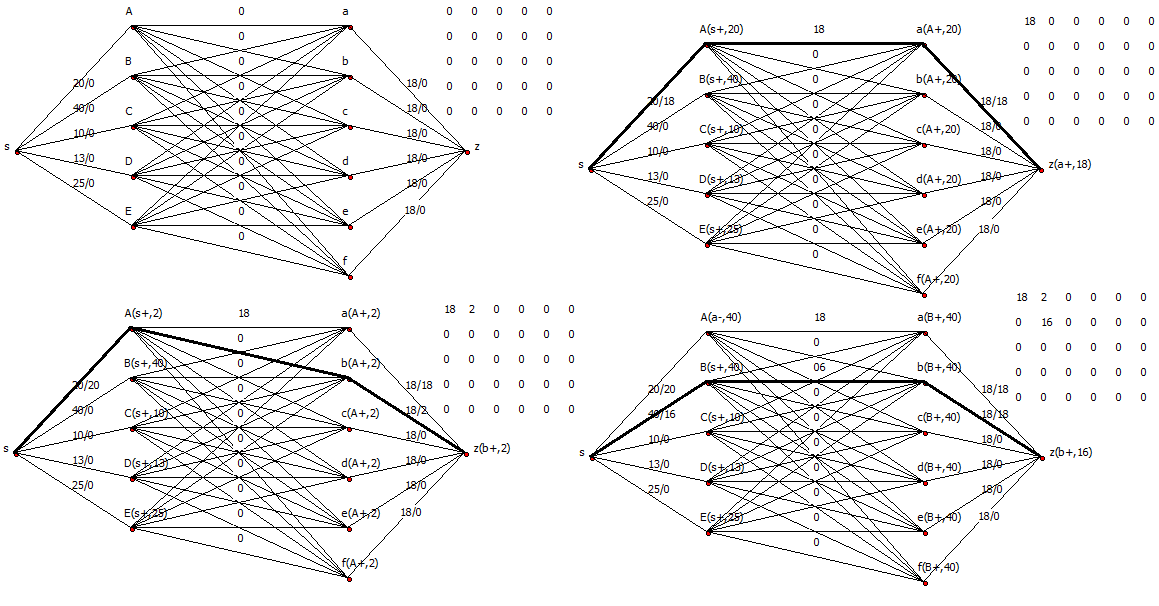 A 0 a 0 0 0 0 0
0 0 0 0 0 0
B 0 b 0 0 0 0 0
20/0 0 18/0 0 0 0 0 0
40/0 C 0 c 18/0 0 0 0 0 0
10/0 0 18/0
s z
13/0 D 0 d 18/0
25/0 0 18/0
E 0 e 18/0
0
f
A(s+,20) 18 a(A+,20) 18 0 0 0 0 0
0 0 0 0 0 0 0
B(s+,40) 0 b(A+,20) 0 0 0 0 0 0
20/18 0 18/18 0 0 0 0 0 0
40/0 C(s+,10) 0 c(A+,20) 18/0 0 0 0 0 0 0
10/0 0 18/0
s z(a+,18)
13/0 D(s+,13) 0 d(A+,20) 18/0
25/0 0 18/0
E(s+,25) 0 e(A+,20) 18/0
0
f(A+,20)
A(s+,2) 18 a(A+,2) 18 2 0 0 0 0
0 0 0 0 0 0 0
B(s+,40) 0 b(A+,2) 0 0 0 0 0 0
20/20 0 18/18 0 0 0 0 0 0
40/0 C(s+,10) 0 c(A+,2) 18/2 0 0 0 0 0 0
10/0 0 18/0
s z(b+,2)
13/0 D(s+,13) 0 d(A+,2) 18/0
25/0 0 18/0
E(s+,25) 0 e(A+,2) 18/0
0
f(A+,2)
A(a-,40) 18 a(B+,40) 18 2 0 0 0 0
0 0 16 0 0 0 0
B(s+,40) 06 b(B+,40) 0 0 0 0 0 0
20/20 0 18/18 0 0 0 0 0 0
40/16 C(s+,10) 0 c(B+,40) 18/18 0 0 0 0 0 0
10/0 0 18/0
s z(b+,16)
13/0 D(s+,13) 0 d(B+,40) 18/0
25/0 0 18/0
E(s+,25) 0 e(B+,40) 18/0
0
f(B+,40)